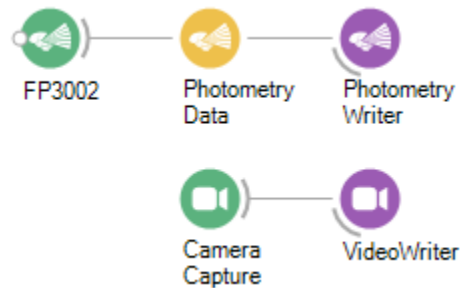 FP3002
Photometry
Data
Photometry
Writer
Camera
Capture
VideoWriter